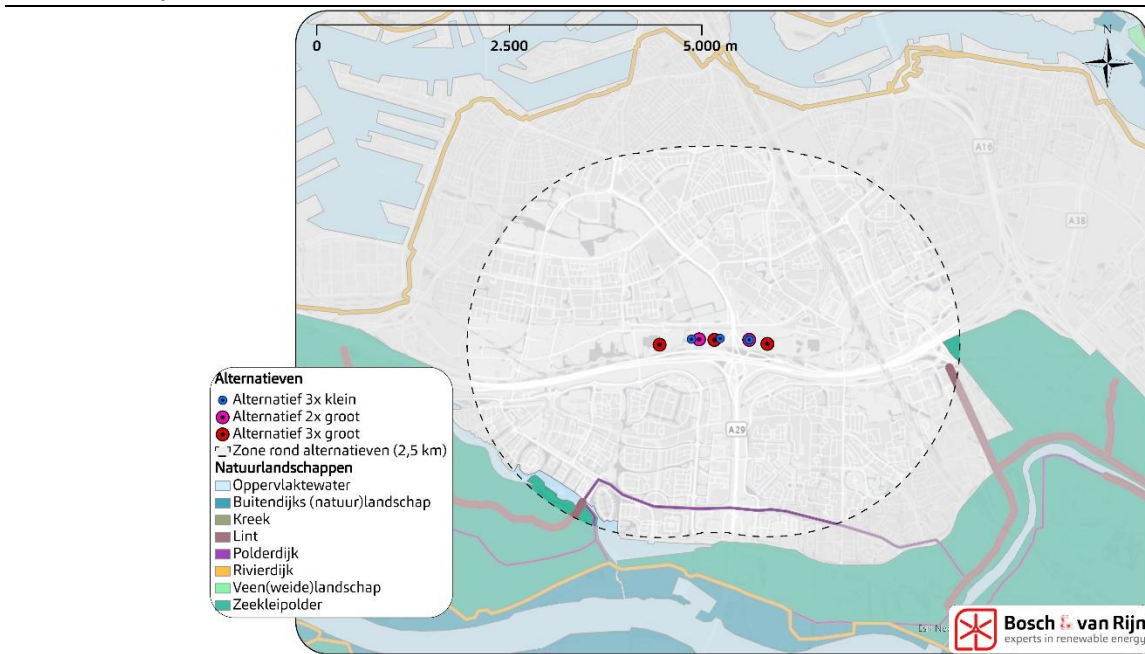 0 2.500 5.000 m
N
A16
A38
A29
Alternatieven
Alternatief 3x klein
Alternatief 2x groot
Alternatief 3x groot
Zone rond alternatieven (2,5 km)
Natuurlandschappen
Oppervlaktewater
Buitendijks (natuur)landschap
Kreek
Lint
Polderdijk
Rivierdijk
Veen(weide)landschap
Zeekleipolder
Bosch & van Rijn
experts in renewable energy